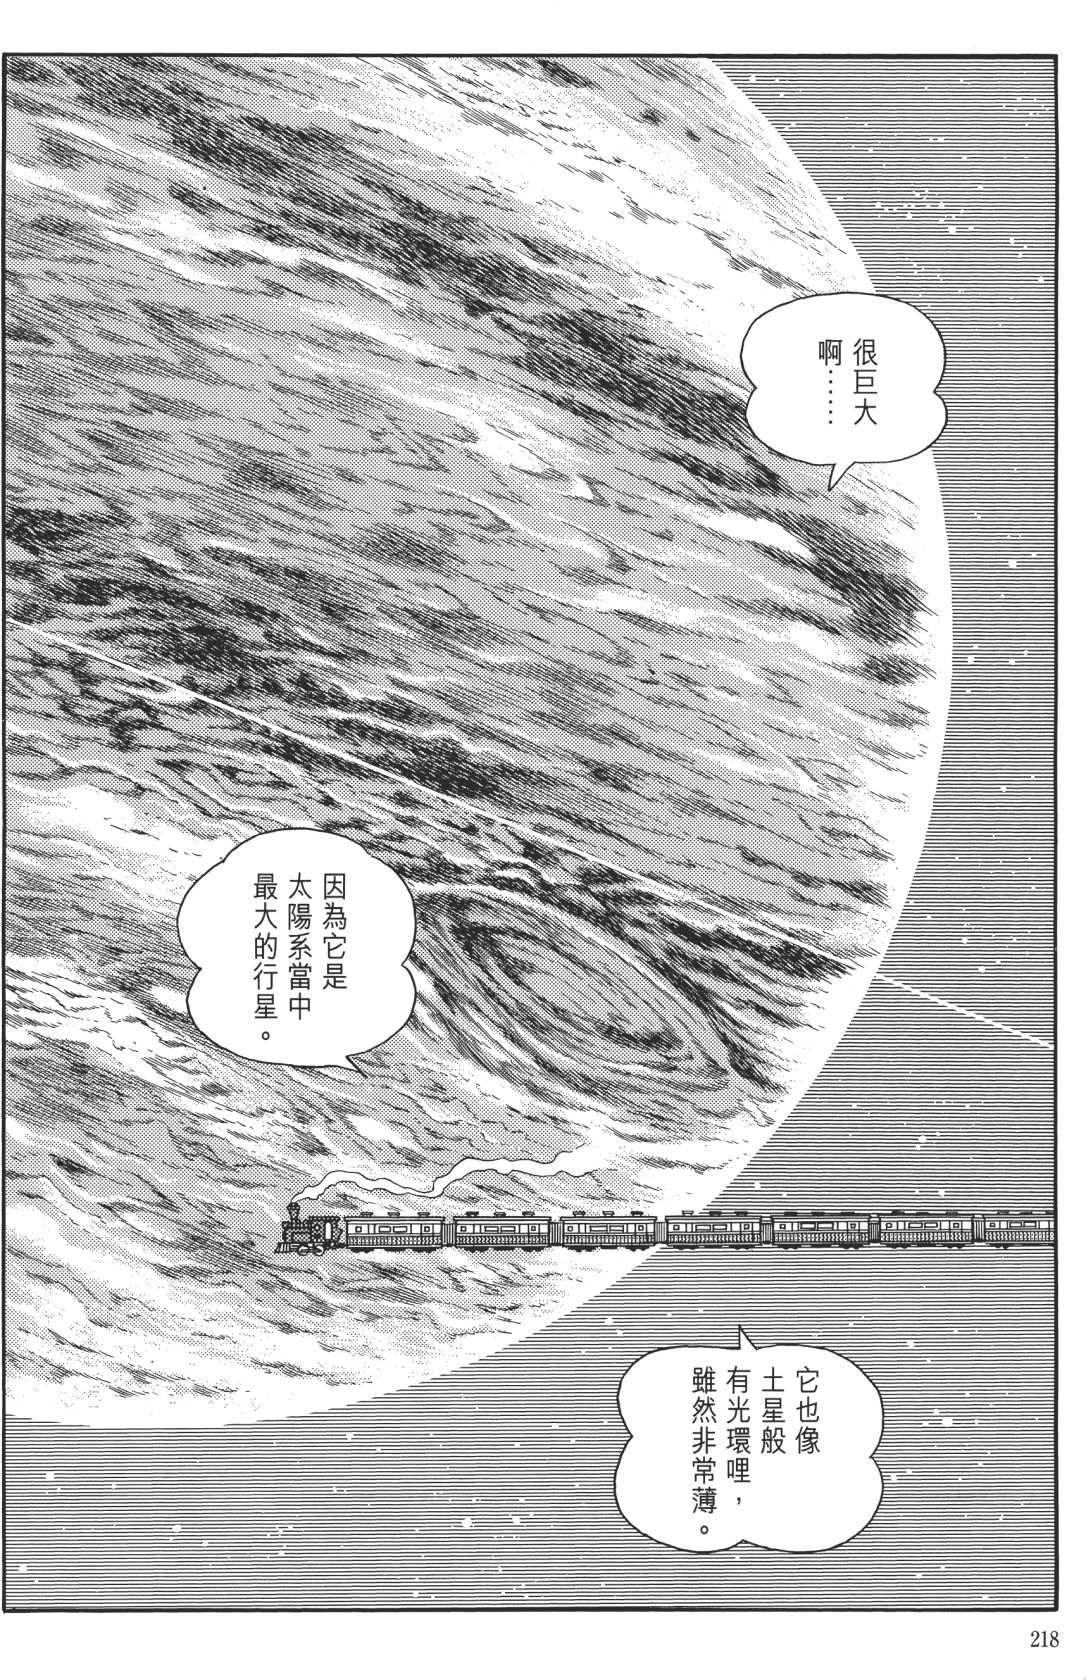 很巨大
啊……
因為它是
太陽系當中
最大的行星。
它也像
土星般
有光環哩，
雖然非常薄。
218